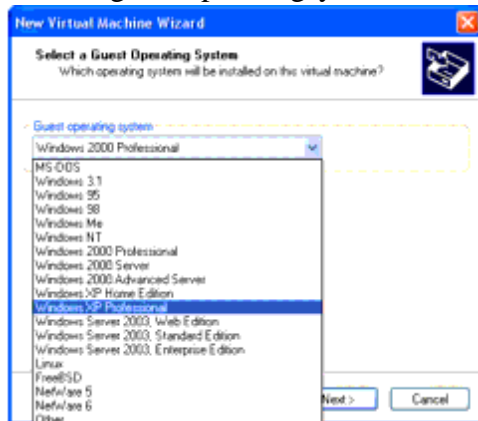 New Virtual Machine Wizard
Select a Guest Operating System
Which operating system will be installed on this virtual machine?
Guest operating system
Windows 2000 Professional
MS-DOS
Windows 3.1
Windows 95
Windows 98
Windows Me
Windows NT
Windows 2000 Professional
Windows 2000 Server
Windows 2000 Advanced Server
Windows XP Home Edition
Windows XP Professional
Windows Server 2003, Web Edition
Windows Server 2003, Standard Edition
Windows Server 2003, Enterprise Edition
Linux
FreeBSD
NetWare 5
NetWare 6
Other
Next >
Cancel